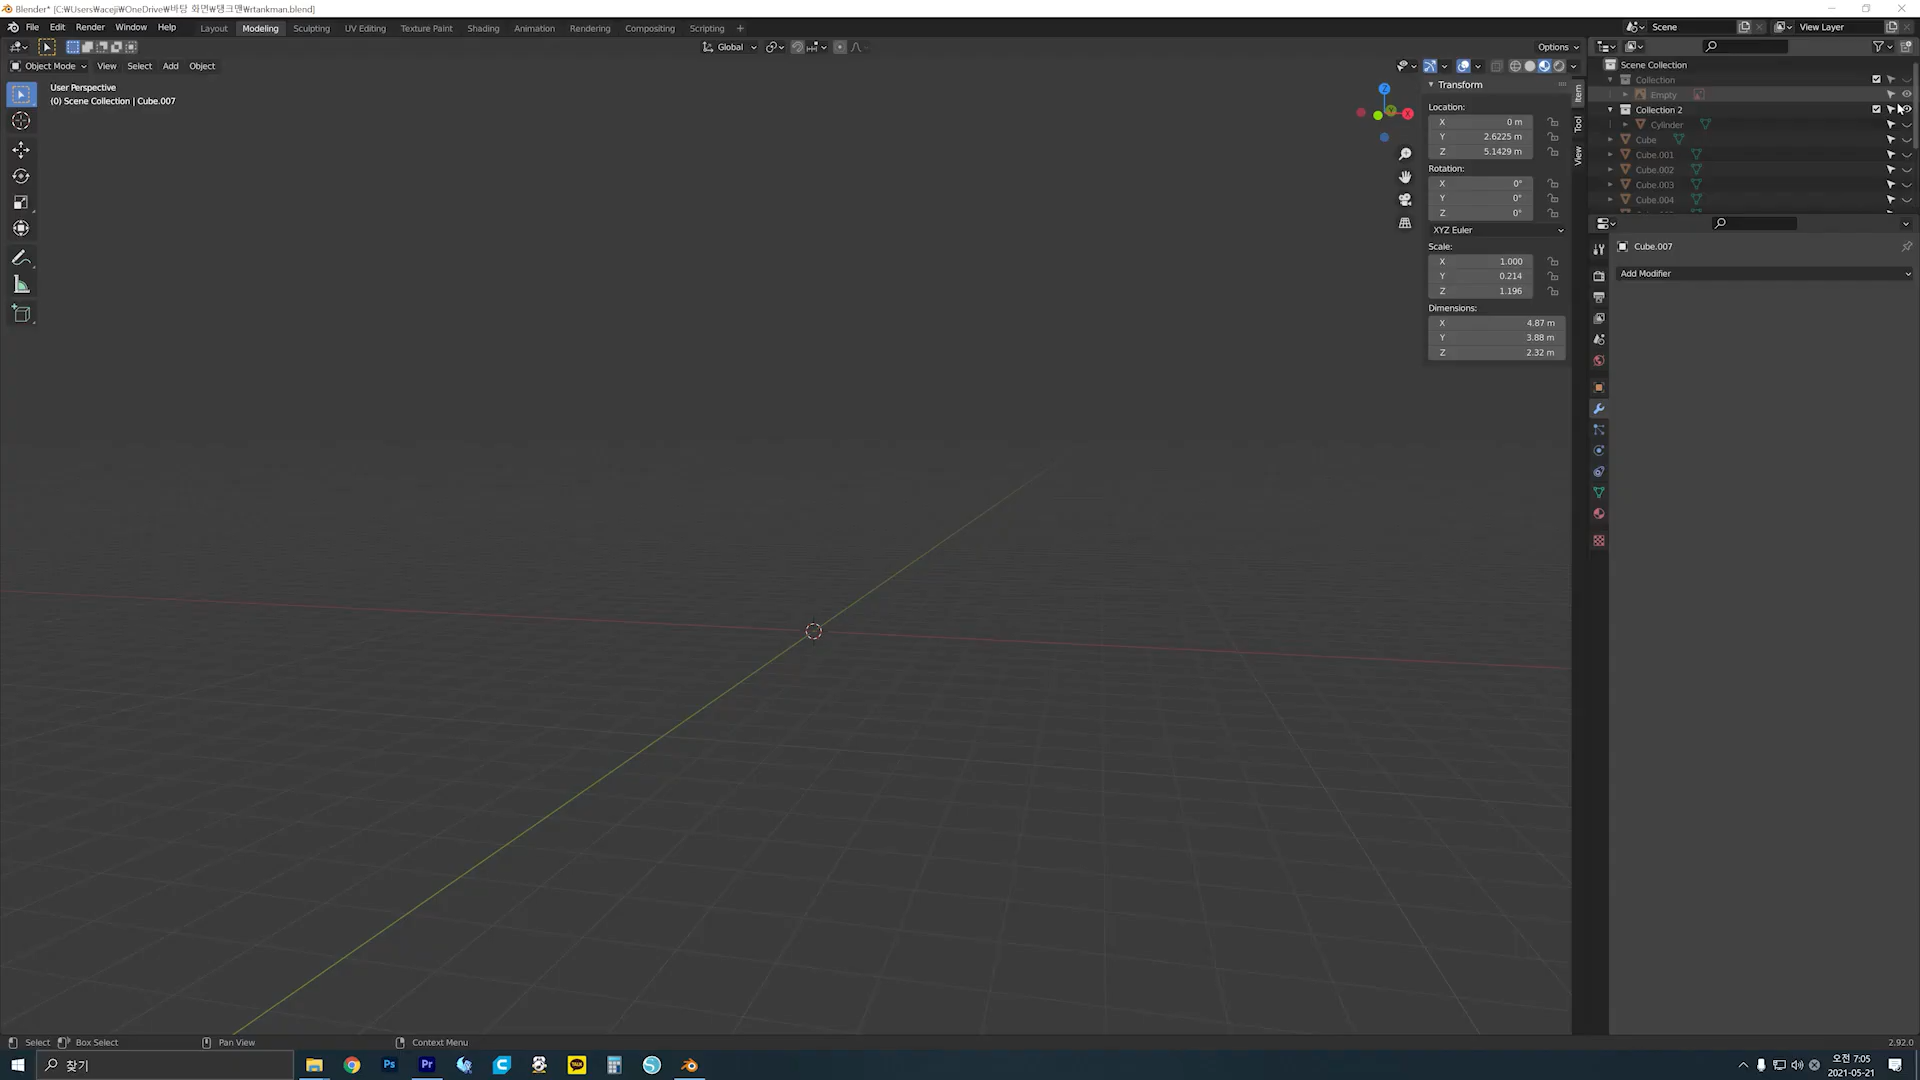 Blender* [C:₩Users₩aceji₩OneDrive₩바탕 화면₩탱크맨₩rtankman.blend]
File Edit Render Window Help Layout Modeling Sculpting UV Editing Texture Paint Shading Animation Rendering Compositing Scripting + Scene View Layer
Global Options
Object Mode View Select Add Object
User Perspective
(0) Scene Collection | Cube.007
Transform
Location:
X 0 m
Y 2.6225 m
Z 5.1429 m
Rotation:
X 0°
Y 0°
Z 0°
XYZ Euler
Scale:
X 1.000
Y 0.214
Z 1.196
Dimensions:
X 4.87 m
Y 3.88 m
Z 2.32 m
Item
Tool
View
Z
Y
X
Scene Collection
Collection
Empty
Collection 2
Cylinder
Cube
Cube.001
Cube.002
Cube.003
Cube.004
Cube.007
Add Modifier
Select Box Select Pan View Context Menu 2.92.0
찾기
Ps
Pr
TALK
오전 7:05
2021-05-21